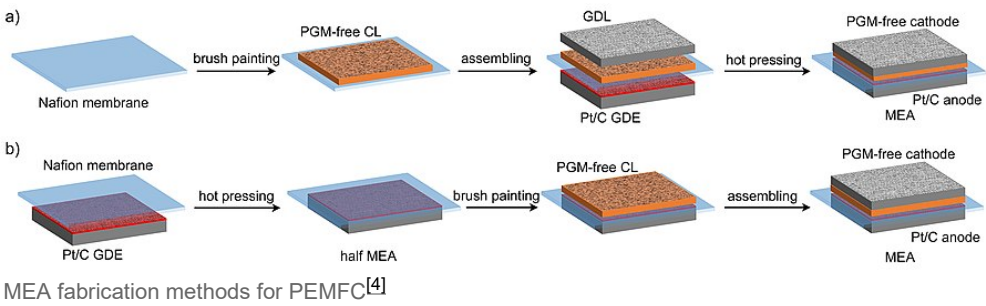 a)
Nafion membrane
brush painting
PGM-free CL
assembling
GDL
Pt/C GDE
hot pressing
PGM-free cathode
Pt/C anode
MEA
b)
Nafion membrane
Pt/C GDE
hot pressing
half MEA
brush painting
PGM-free CL
assembling
PGM-free cathode
Pt/C anode
MEA
MEA fabrication methods for PEMFC[4]